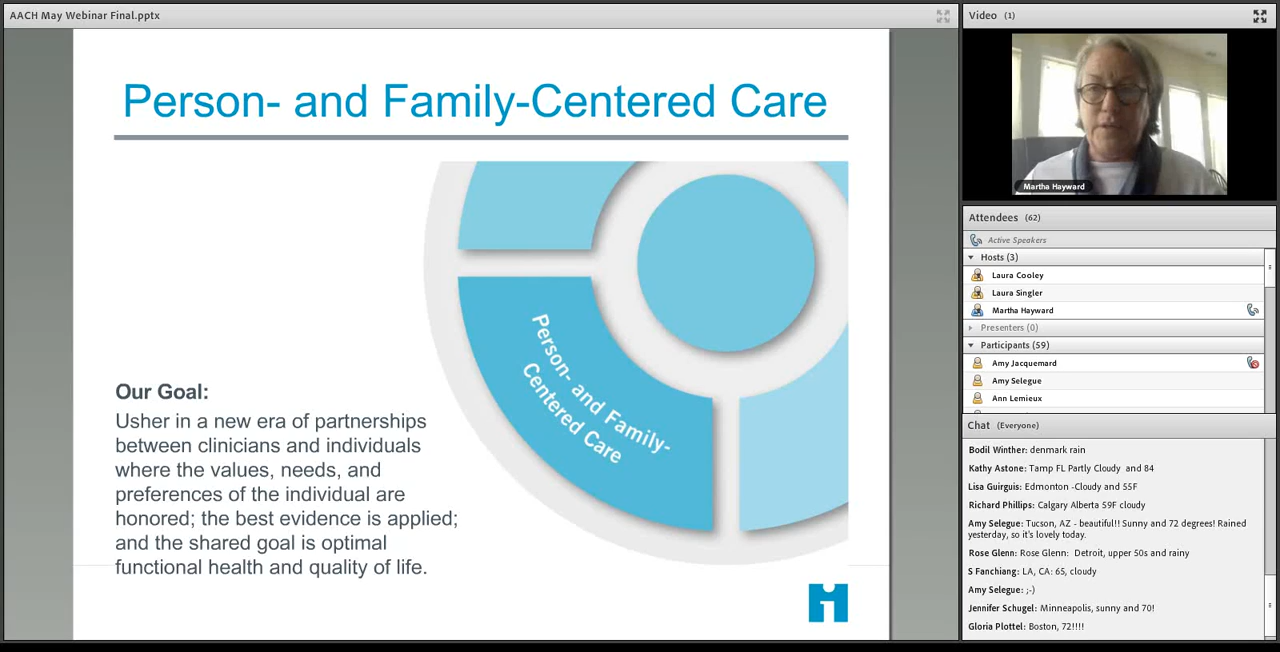 AACH May Webinar Final.pptx
Person- and Family-Centered Care
Person- and Family-
Centered Care
Our Goal:
Usher in a new era of partnerships
between clinicians and individuals
where the values, needs, and
preferences of the individual are
honored; the best evidence is applied;
and the shared goal is optimal
functional health and quality of life.
Video (1)
Martha Hayward
Attendees (62)
Active Speakers
Hosts (3)
Laura Cooley
Laura Singler
Martha Hayward
Presenters (0)
Participants (59)
Amy Jacquemard
Amy Selegue
Ann Lemieux
Chat (Everyone)
Bodil Winther: denmark rain
Kathy Astone: Tamp FL Partly Cloudy and 84
Lisa Guirguis: Edmonton -Cloudy and 55F
Richard Phillips: Calgary Alberta 59F cloudy
Amy Selegue: Tucson, AZ - beautiful!! Sunny and 72 degrees! Rained
yesterday, so it's lovely today.
Rose Glenn: Rose Glenn: Detroit, upper 50s and rainy
S Fanchiang: LA, CA: 65, cloudy
Amy Selegue: ;-)
Jennifer Schugel: Minneapolis, sunny and 70!
Gloria Plottel: Boston, 72!!!!